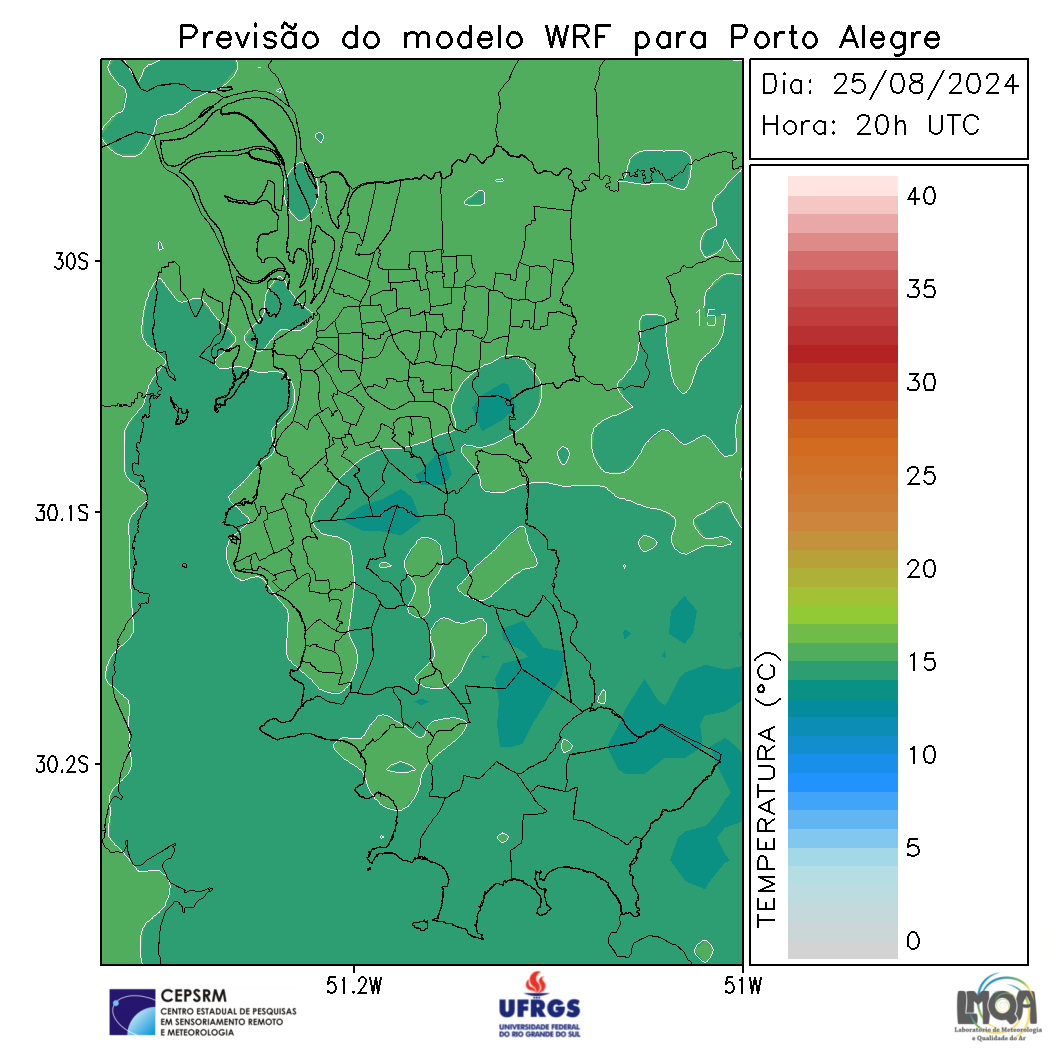 Previsão do modelo WRF para Porto Alegre
Dia: 25/08/2024
Hora: 20h UTC
40
35
30
25
20
15
10
5
0
TEMPERATURA (°C)
30S
30.1S
30.2S
15
51.2W
51W
CEPSRM
CENTRO ESTADUAL DE PESQUISAS
EM SENSORIAMENTO REMOTO
E METEOROLOGIA
UFRGS
UNIVERSIDADE FEDERAL
DO RIO GRANDE DO SUL
LMQA
Laboratório de Meteorologia
e Qualidade do Ar